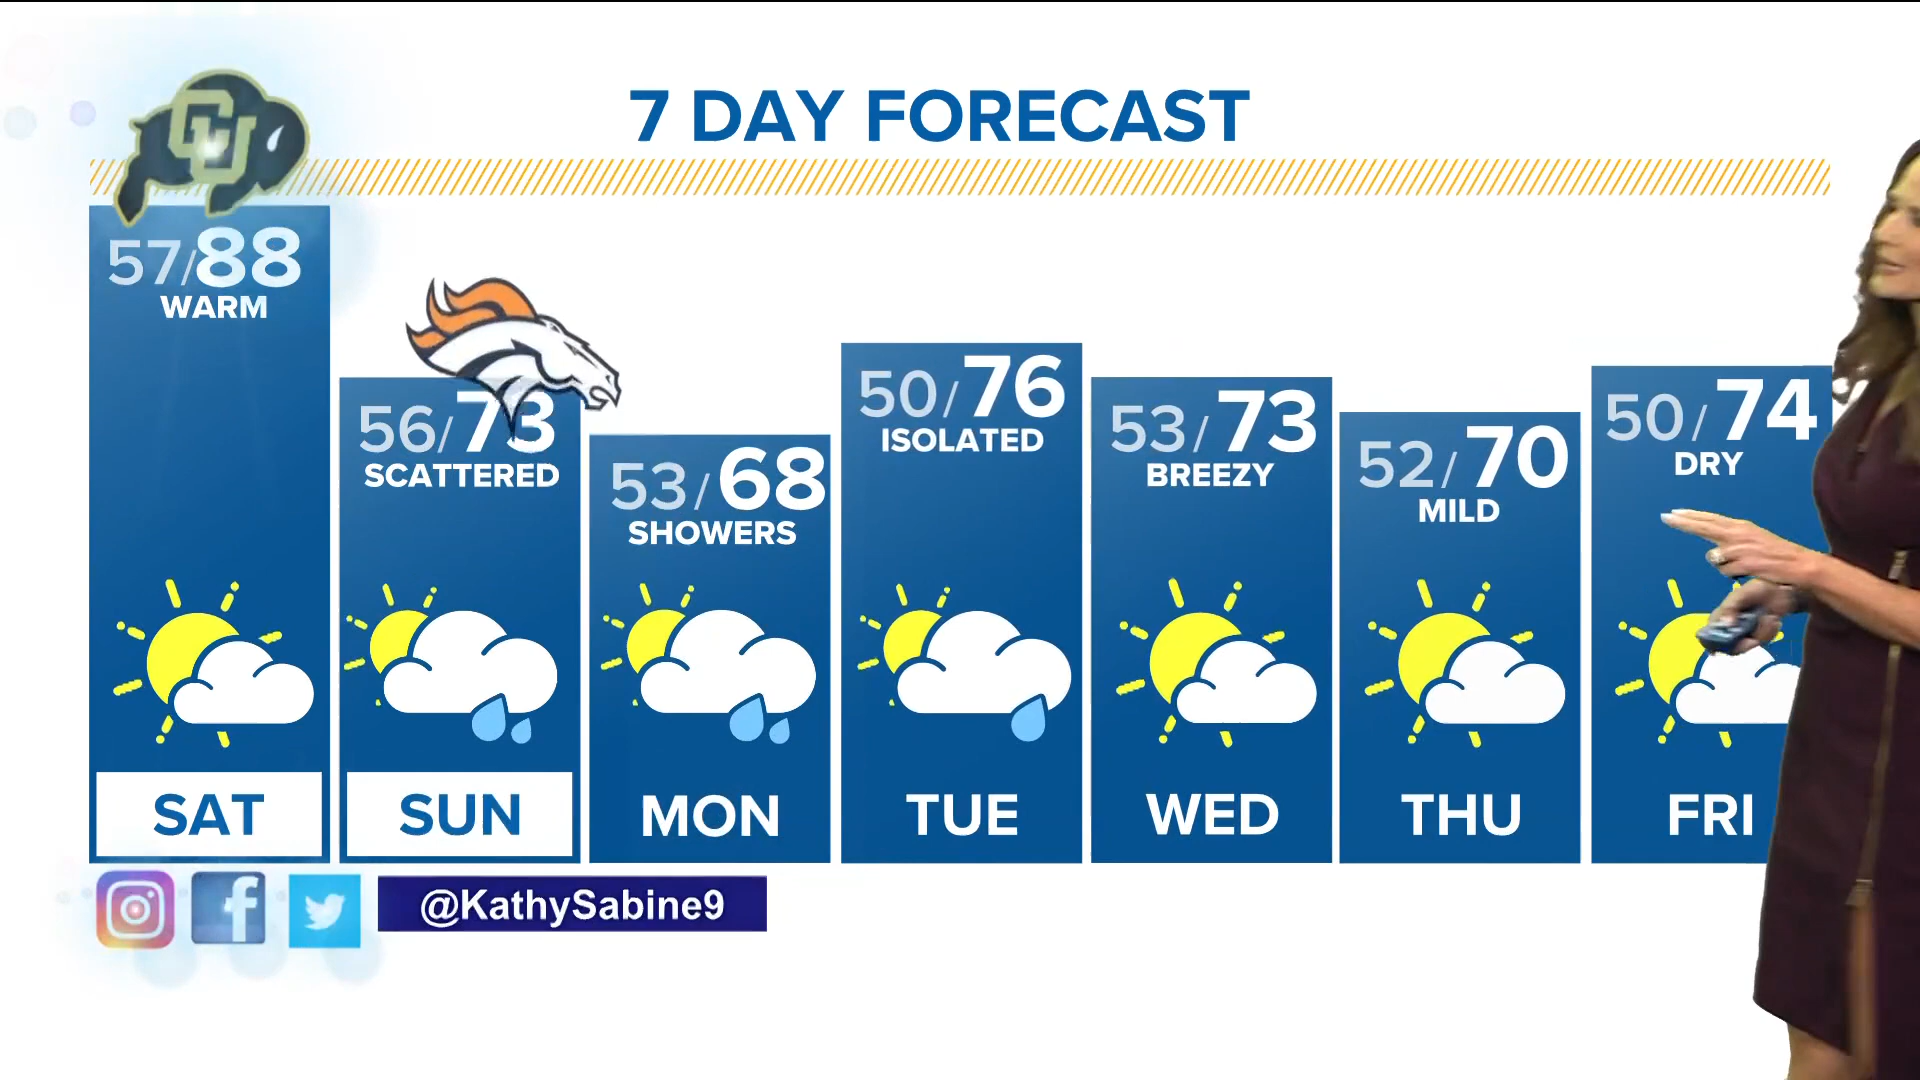 7 DAY FORECAST
CU
57/88
WARM
56/73
SCATTERED
53/68
SHOWERS
50/76
ISOLATED
53/73
BREEZY
52/70
MILD
50/74
DRY
SAT
SUN
MON
TUE
WED
THU
FRI
f
@KathySabine9